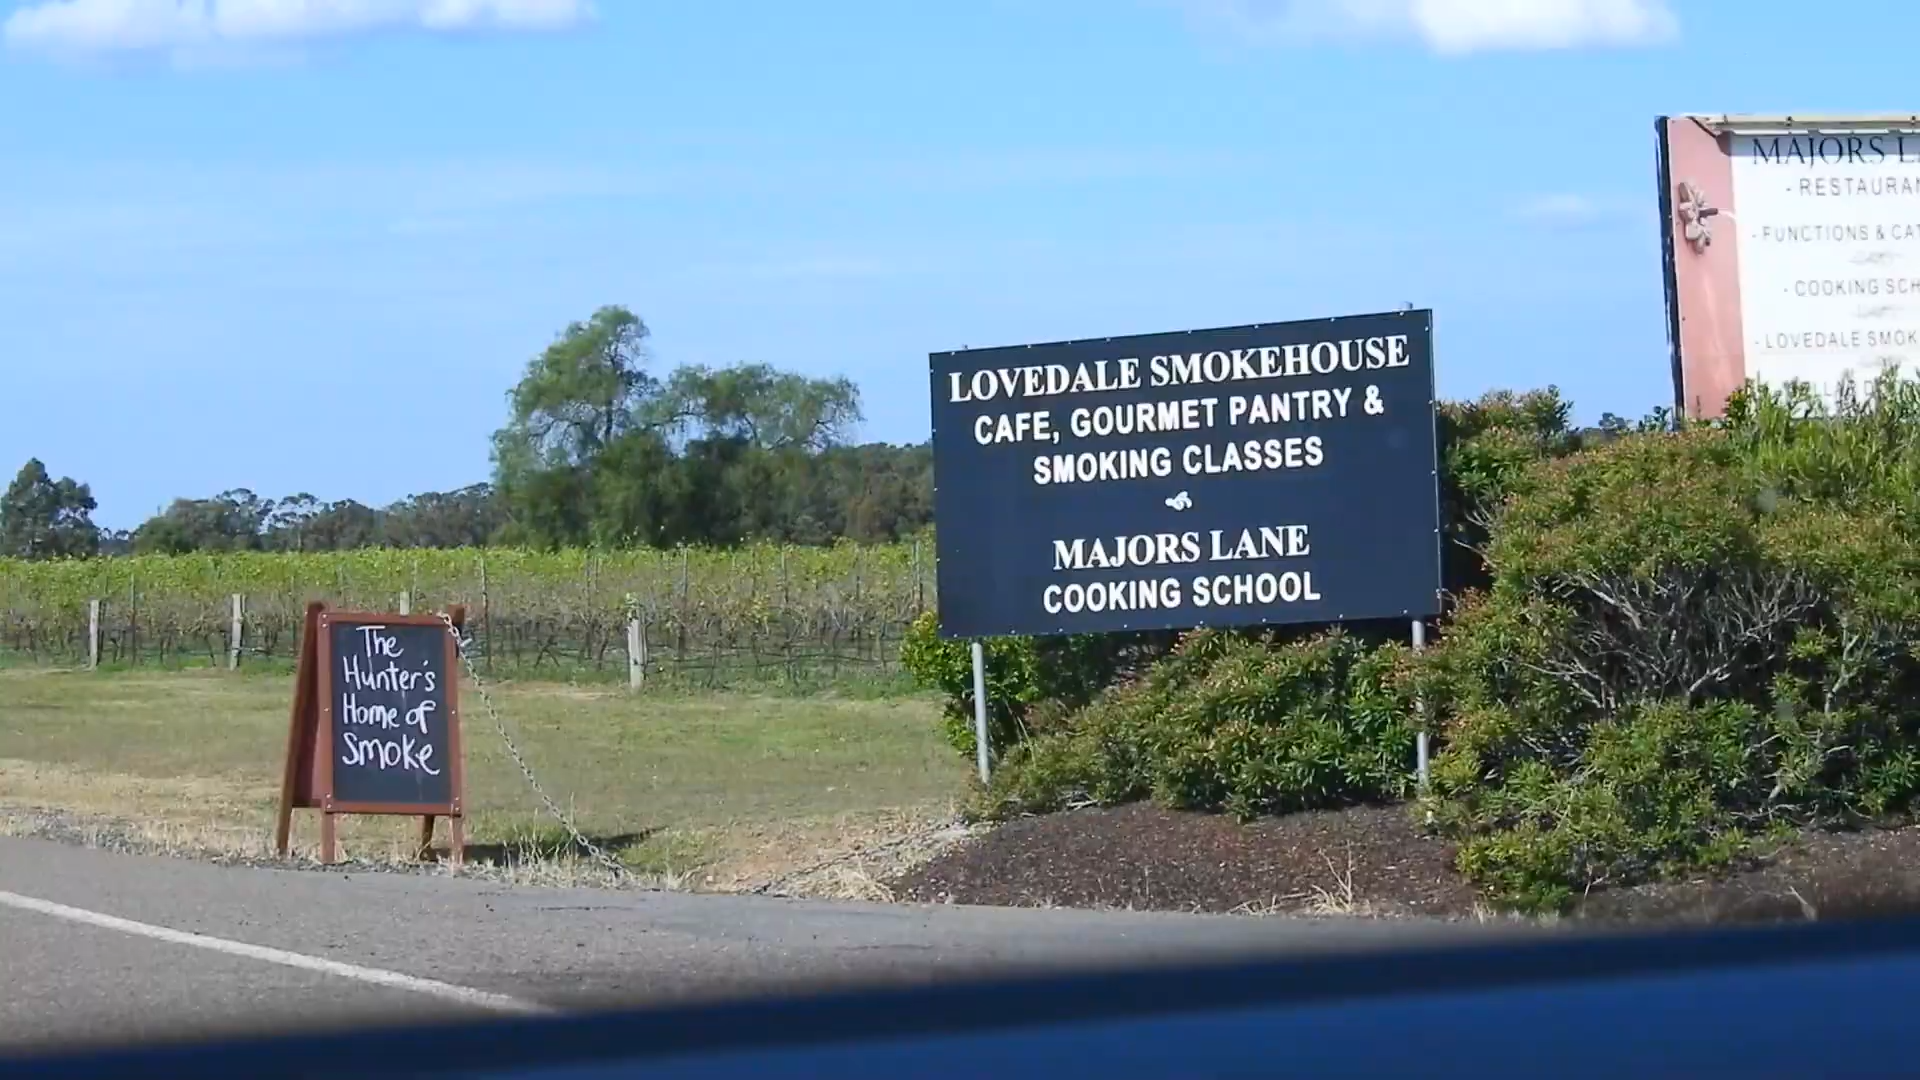 The
Hunter's
Home of
Smoke
LOVEDALE SMOKEHOUSE
CAFE, GOURMET PANTRY &
SMOKING CLASSES
MAJORS LANE
COOKING SCHOOL
MAJORS
- RESTAURAN
- FUNCTIONS & CAT
- COOKING SCH
- LOVEDALE SMOK